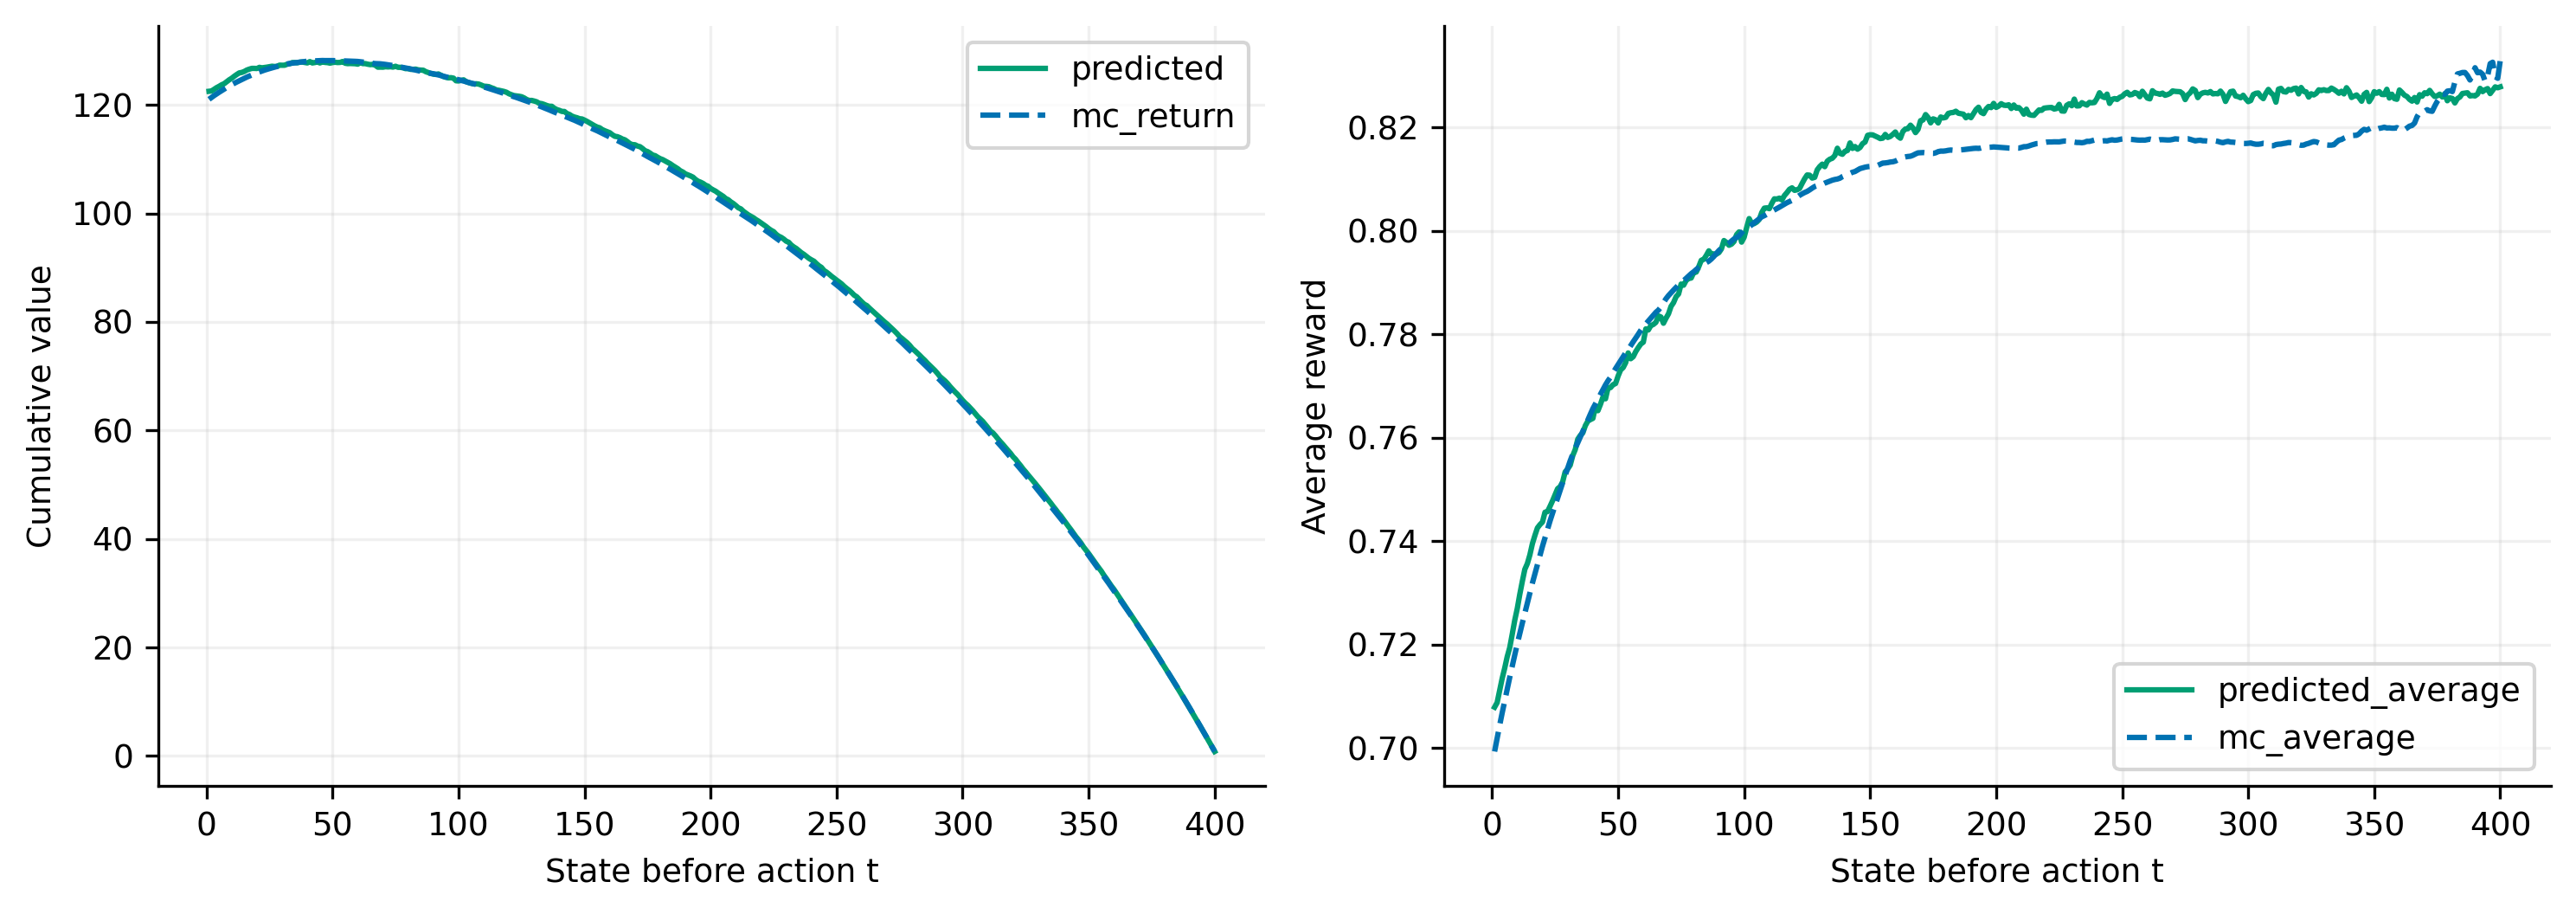 Cumulative value
120
100
80
60
40
20
0
0 50 100 150 200 250 300 350 400
State before action t
predicted
mc_return
Average reward
0.82
0.80
0.78
0.76
0.74
0.72
0.70
0 50 100 150 200 250 300 350 400
State before action t
predicted_average
mc_average